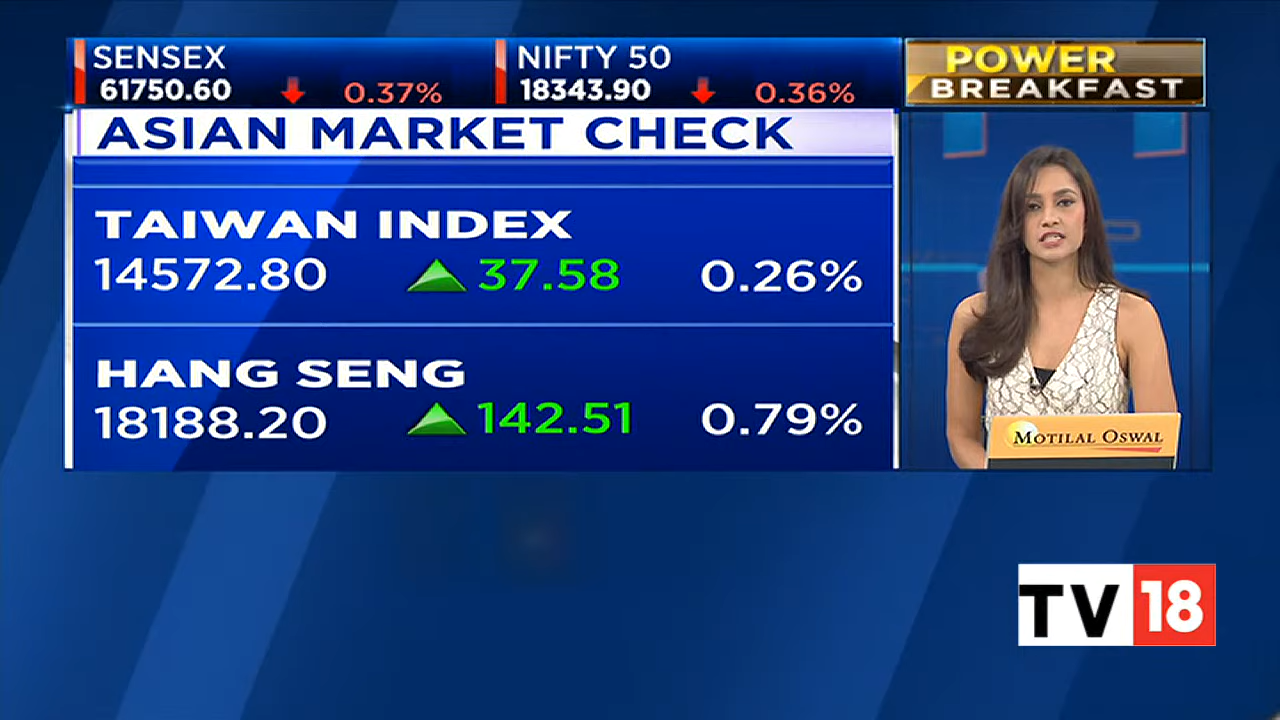 SENSEX
61750.60 0.37%
NIFTY 50
18343.90 0.36%
POWER
BREAKFAST
ASIAN MARKET CHECK
TAIWAN INDEX
14572.80 37.58 0.26%
HANG SENG
18188.20 142.51 0.79%
MOTILAL OSWAL
TV18